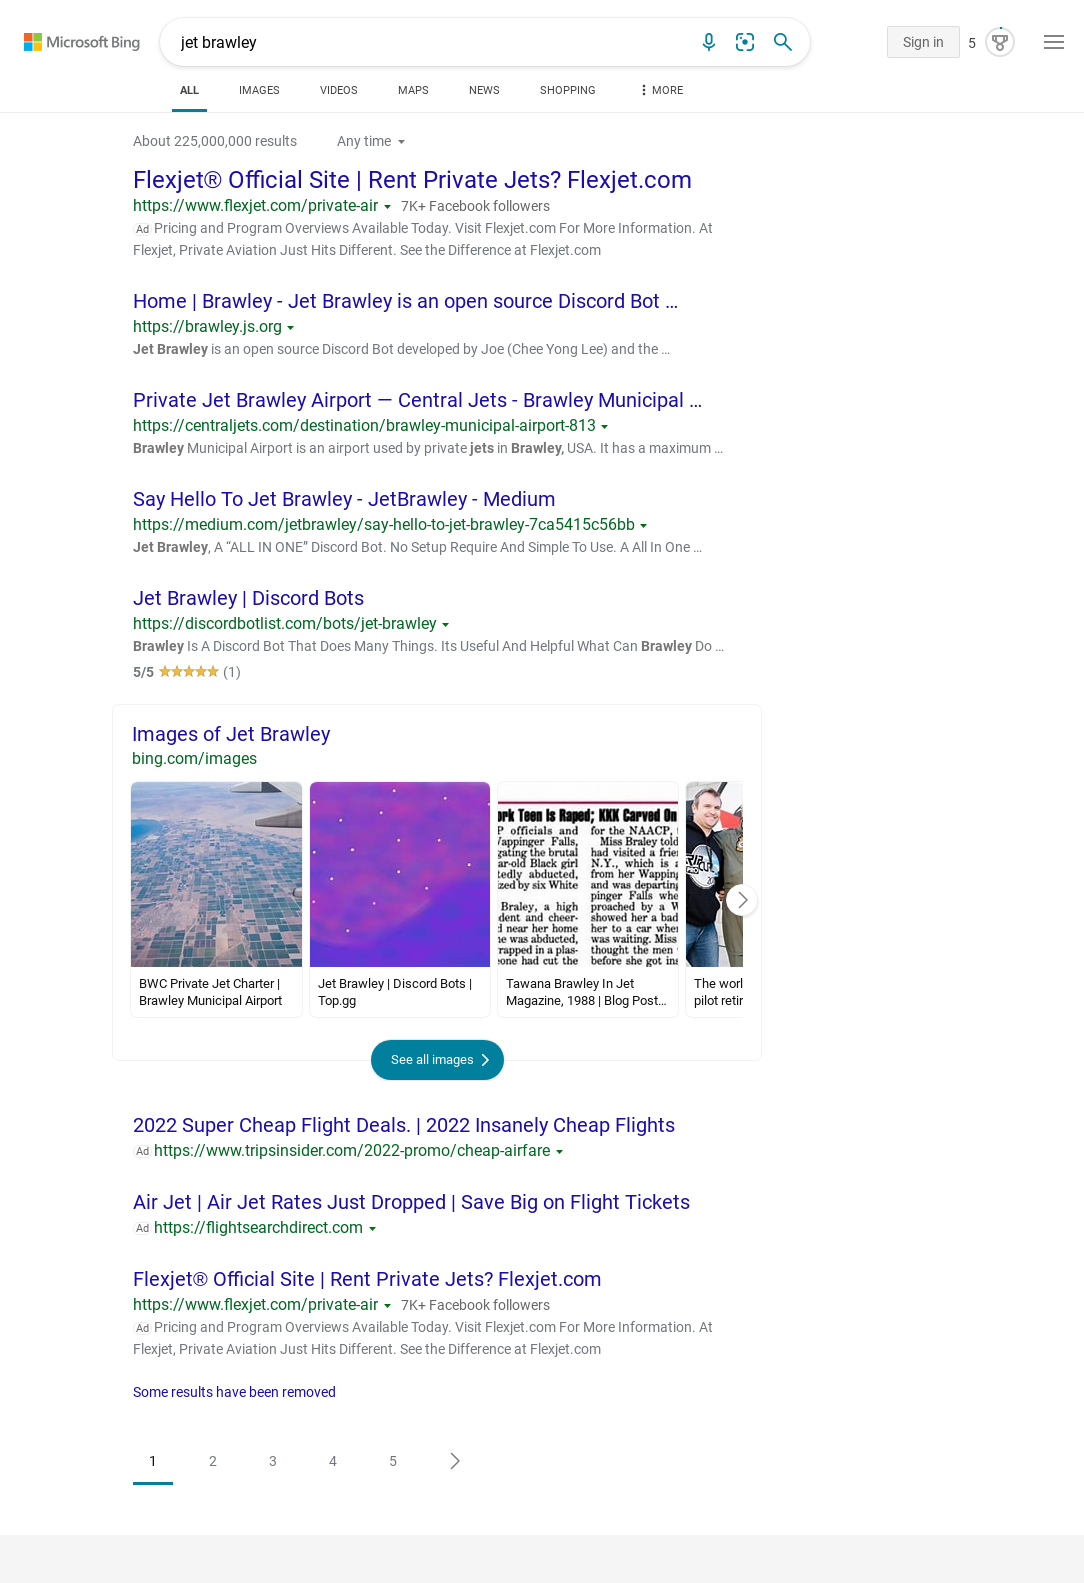 Microsoft Bing
jet brawley
Sign in
5
ALL
IMAGES
VIDEOS
MAPS
NEWS
SHOPPING
MORE
About 225,000,000 results
Any time
Flexjet® Official Site | Rent Private Jets? Flexjet.com
https://www.flexjet.com/private-air
7K+ Facebook followers
Ad Pricing and Program Overviews Available Today. Visit Flexjet.com For More Information. At
Flexjet, Private Aviation Just Hits Different. See the Difference at Flexjet.com
Home | Brawley - Jet Brawley is an open source Discord Bot …
https://brawley.js.org
Jet Brawley is an open source Discord Bot developed by Joe (Chee Yong Lee) and the …
Private Jet Brawley Airport — Central Jets - Brawley Municipal …
https://centraljets.com/destination/brawley-municipal-airport-813
Brawley Municipal Airport is an airport used by private jets in Brawley, USA. It has a maximum …
Say Hello To Jet Brawley - JetBrawley - Medium
https://medium.com/jetbrawley/say-hello-to-jet-brawley-7ca5415c56bb
Jet Brawley, A “ALL IN ONE” Discord Bot. No Setup Require And Simple To Use. A All In One …
Jet Brawley | Discord Bots
https://discordbotlist.com/bots/jet-brawley
Brawley Is A Discord Bot That Does Many Things. Its Useful And Helpful What Can Brawley Do …
5/5 (1)
Images of Jet Brawley
bing.com/images
ork Teen Is Raped; KKK Carved On
P officials and
Wappinger Falls,
gating the brutal
ar-old Black girl
tedly abducted,
ized by six White
Braley, a high
dent and cheer-
d near her home
he was abducted,
rapped in a plas-
eone had cut the
for the NAACP,
Miss Braley told
had visited a frie
N.Y., which is a
from her Wapping
and was departing
pinger Falls whe
proached by a W
showed her a bad
her to a car when
was waiting. Miss
thought the men
before she got ins
BWC Private Jet Charter |
Brawley Municipal Airport
Jet Brawley | Discord Bots |
Top.gg
Tawana Brawley In Jet
Magazine, 1988 | Blog Post…
The worl
pilot retir
See all images
2022 Super Cheap Flight Deals. | 2022 Insanely Cheap Flights
Ad https://www.tripsinsider.com/2022-promo/cheap-airfare
Air Jet | Air Jet Rates Just Dropped | Save Big on Flight Tickets
Ad https://flightsearchdirect.com
Flexjet® Official Site | Rent Private Jets? Flexjet.com
https://www.flexjet.com/private-air
7K+ Facebook followers
Ad Pricing and Program Overviews Available Today. Visit Flexjet.com For More Information. At
Flexjet, Private Aviation Just Hits Different. See the Difference at Flexjet.com
Some results have been removed
1 2 3 4 5